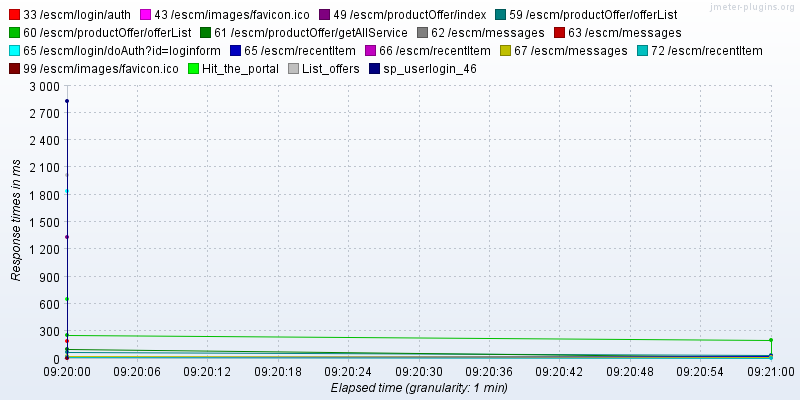 jmeter-plugins.org
33 /escm/login/auth 43 /escm/images/favicon.ico 49 /escm/productOffer/index 59 /escm/productOffer/offerList
60 /escm/productOffer/offerList 61 /escm/productOffer/getAllService 62 /escm/messages 63 /escm/messages
65 /escm/login/doAuth?id=loginform 65 /escm/recentItem 66 /escm/recentItem 67 /escm/messages 72 /escm/recentItem
99 /escm/images/favicon.ico Hit_the_portal List_offers sp_userlogin_46
Response times in ms
3 000
2 700
2 400
2 100
1 800
1 500
1 200
900
600
300
0
09:20:00 09:20:06 09:20:12 09:20:18 09:20:24 09:20:30 09:20:36 09:20:42 09:20:48 09:20:54 09:21:00
Elapsed time (granularity: 1 min)